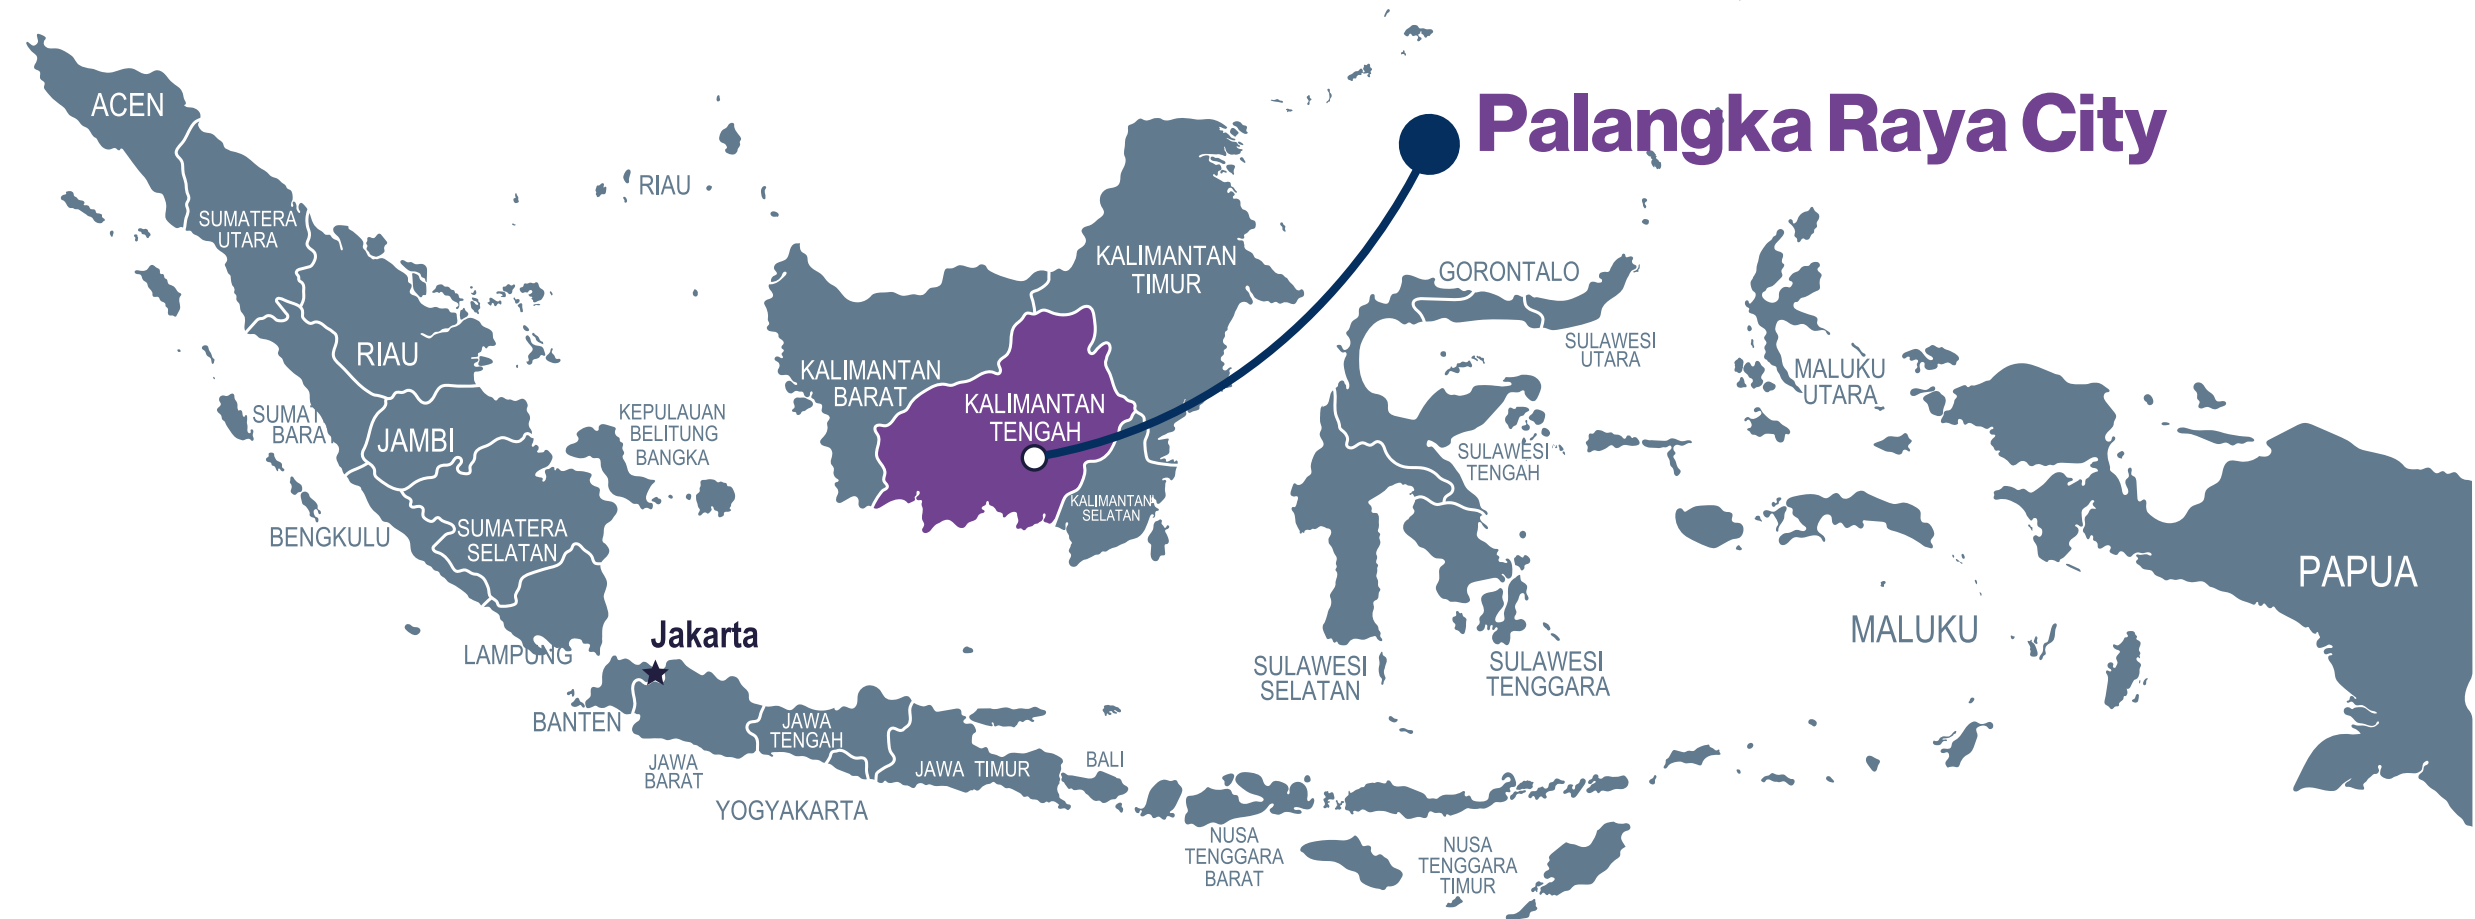 Palangka Raya City
ACEN
SUMATERA
UTARA
RIAU
RIAU
SUMAT
BARA
JAMBI
KEPULAUAN
BELITUNG
BANGKA
BENGKULU
SUMATERA
SELATAN
LAMPUNG
Jakarta
BANTEN
JAWA
BARAT
JAWA
TENGAH
YOGYAKARTA
JAWA TIMUR
BALI
KALIMANTAN
BARAT
KALIMANTAN
TENGAH
KALIMANTAN
TIMUR
KALIMANTAN
SELATAN
GORONTALO
SULAWESI
UTARA
SULAWESI
TENGAH
SULAWESI
SELATAN
SULAWESI
TENGGARA
NUSA
TENGGARA
BARAT
NUSA
TENGGARA
TIMUR
MALUKU
UTARA
MALUKU
PAPUA